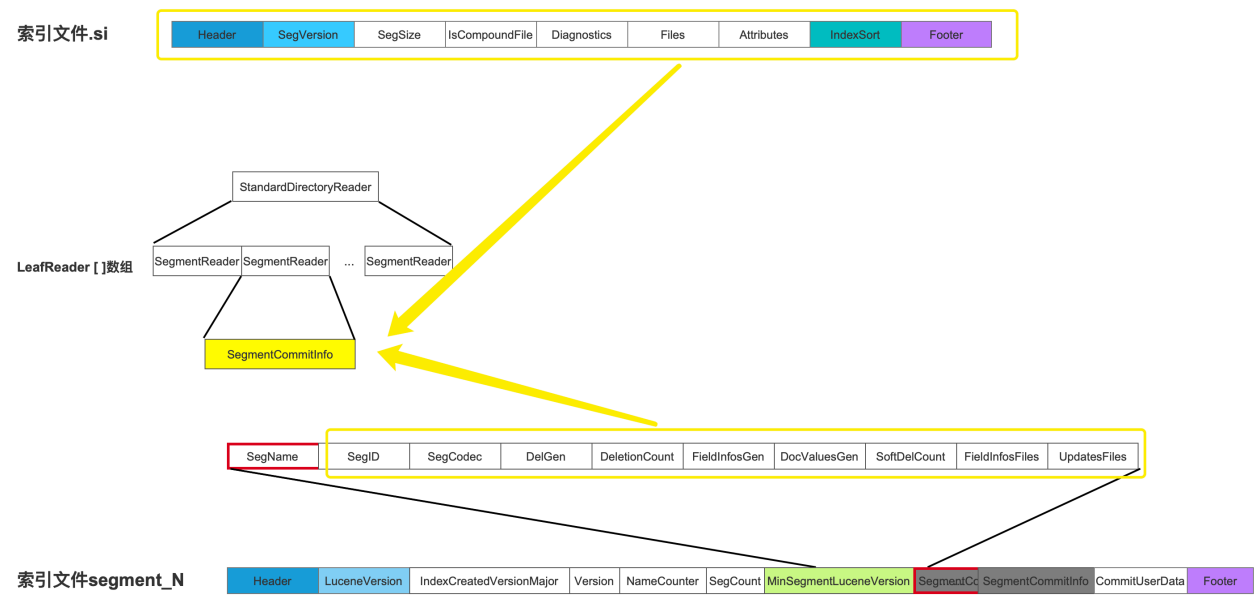 索引文件.si
Header SegVersion SegSize IsCompoundFile Diagnostics Files Attributes IndexSort Footer
StandardDirectoryReader
LeafReader [ ]数组
SegmentReader SegmentReader ... SegmentReader
SegmentCommitInfo
SegName SegID SegCodec DelGen DeletionCount FieldInfosGen DocValuesGen SoftDelCount FieldInfosFiles UpdatesFiles
索引文件segment_N
Header LuceneVersion IndexCreatedVersionMajor Version NameCounter SegCount MinSegmentLuceneVersion SegmentCc SegmentCommitInfo CommitUserData Footer